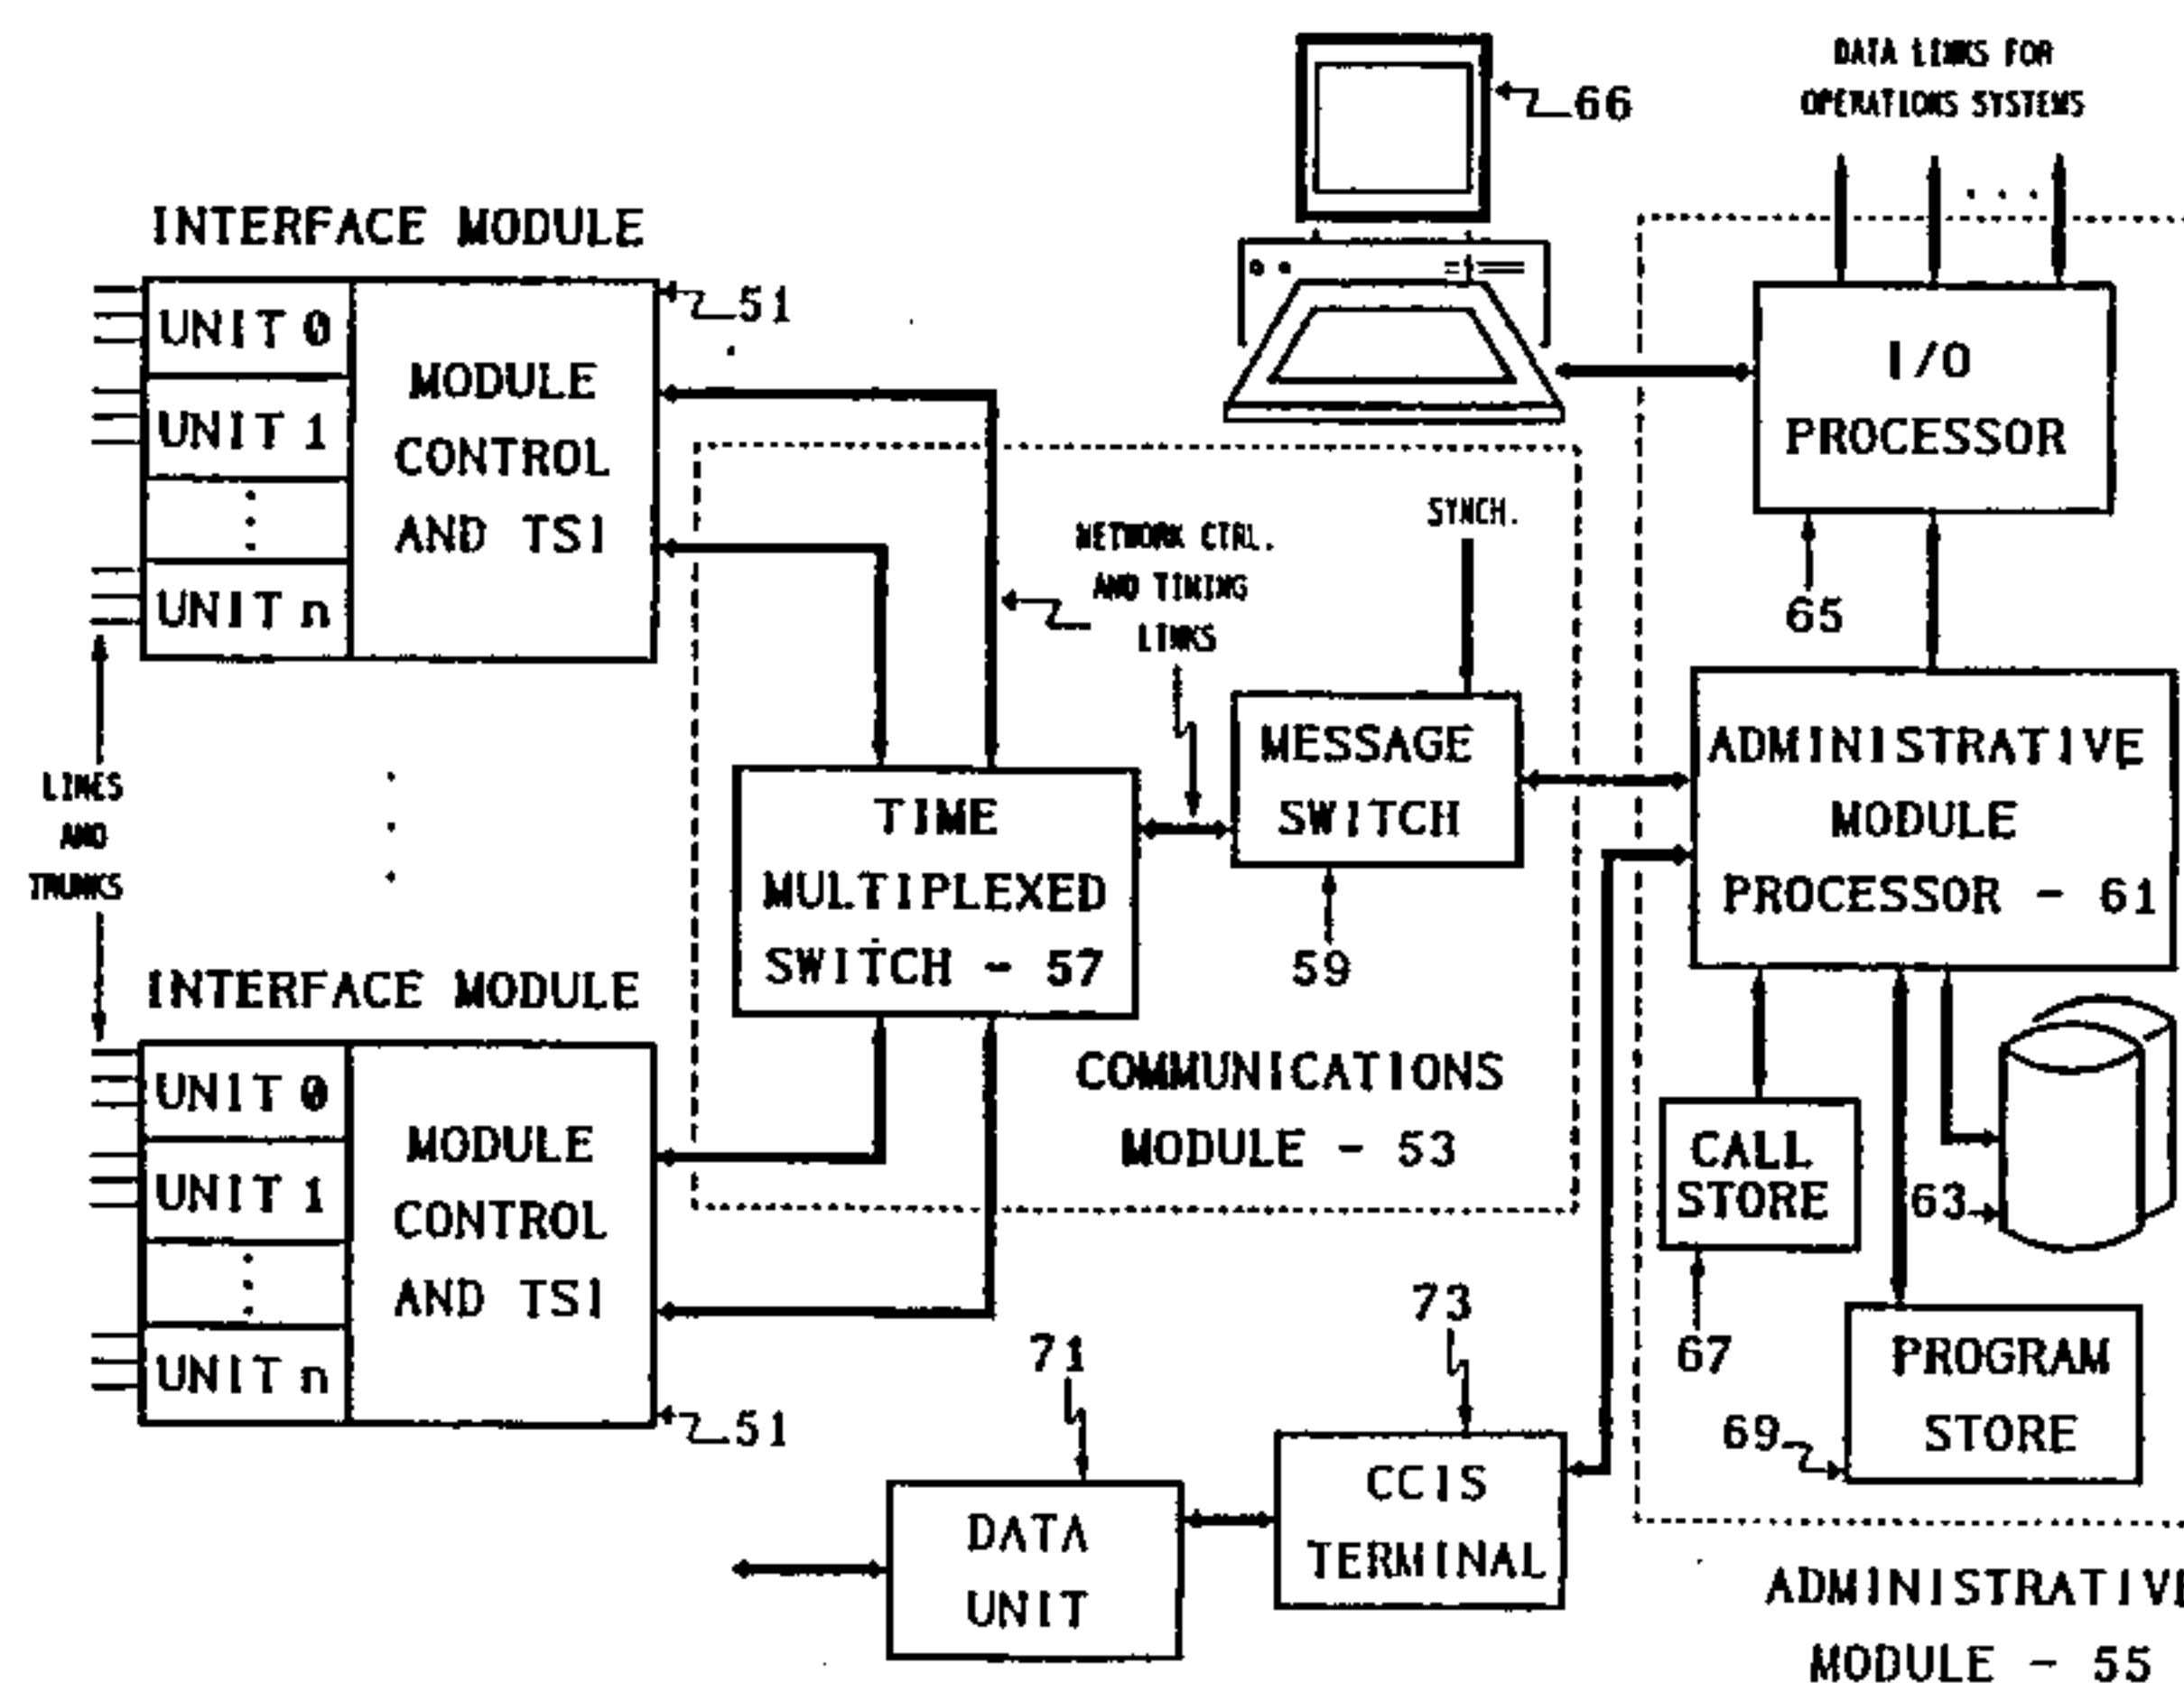 66
DATA LINKS FOR
OPERATIONS SYSTEMS
. . .
INTERFACE MODULE
51
UNIT 0
UNIT 1
UNIT n
MODULE
CONTROL
AND TSI
I/O
PROCESSOR
65
NETWORK CTRL.
AND TIMING
LINKS
SYNCH.
LINES
AND
TRUNKS
TIME
MULTIPLEXED
SWITCH - 57
MESSAGE
SWITCH
59
ADMINISTRATIVE
MODULE
PROCESSOR - 61
COMMUNICATIONS
MODULE - 53
INTERFACE MODULE
UNIT 0
UNIT 1
UNIT n
MODULE
CONTROL
AND TSI
51
CALL
STORE
67
63
PROGRAM
STORE
69
71
DATA
UNIT
73
CCIS
TERMINAL
ADMINISTRATIVE
MODULE - 55